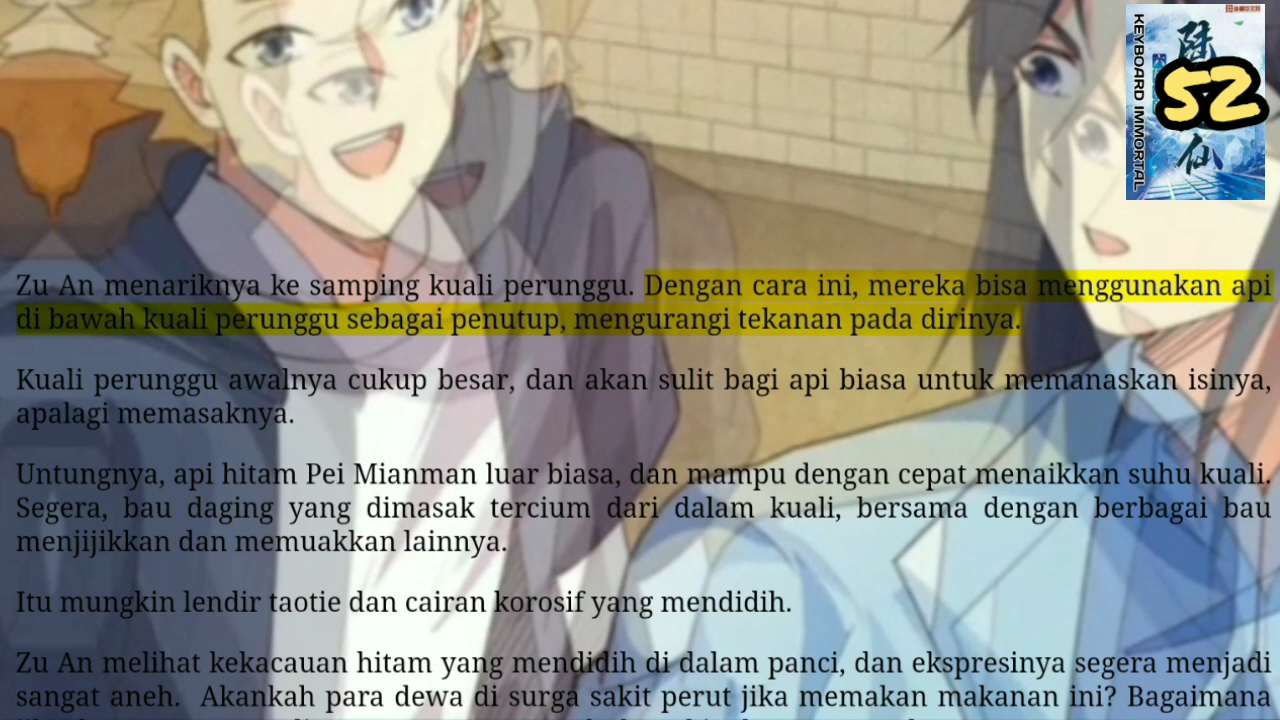 KEYBOARD IMMORTAL
陆
仙
52
Zu An menariknya ke samping kuali perunggu. Dengan cara ini, mereka bisa menggunakan api
di bawah kuali perunggu sebagai penutup, mengurangi tekanan pada dirinya.
Kuali perunggu awalnya cukup besar, dan akan sulit bagi api biasa untuk memanaskan isinya,
apalagi memasaknya.
Untungnya, api hitam Pei Mianman luar biasa, dan mampu dengan cepat menaikkan suhu kuali.
Segera, bau daging yang dimasak tercium dari dalam kuali, bersama dengan berbagai bau
menjijikkan dan memuakkan lainnya.
Itu mungkin lendir taotie dan cairan korosif yang mendidih.
Zu An melihat kekacauan hitam yang mendidih di dalam panci, dan ekspresinya segera menjadi
sangat aneh. Akankah para dewa di surga sakit perut jika memakan makanan ini? Bagaimana